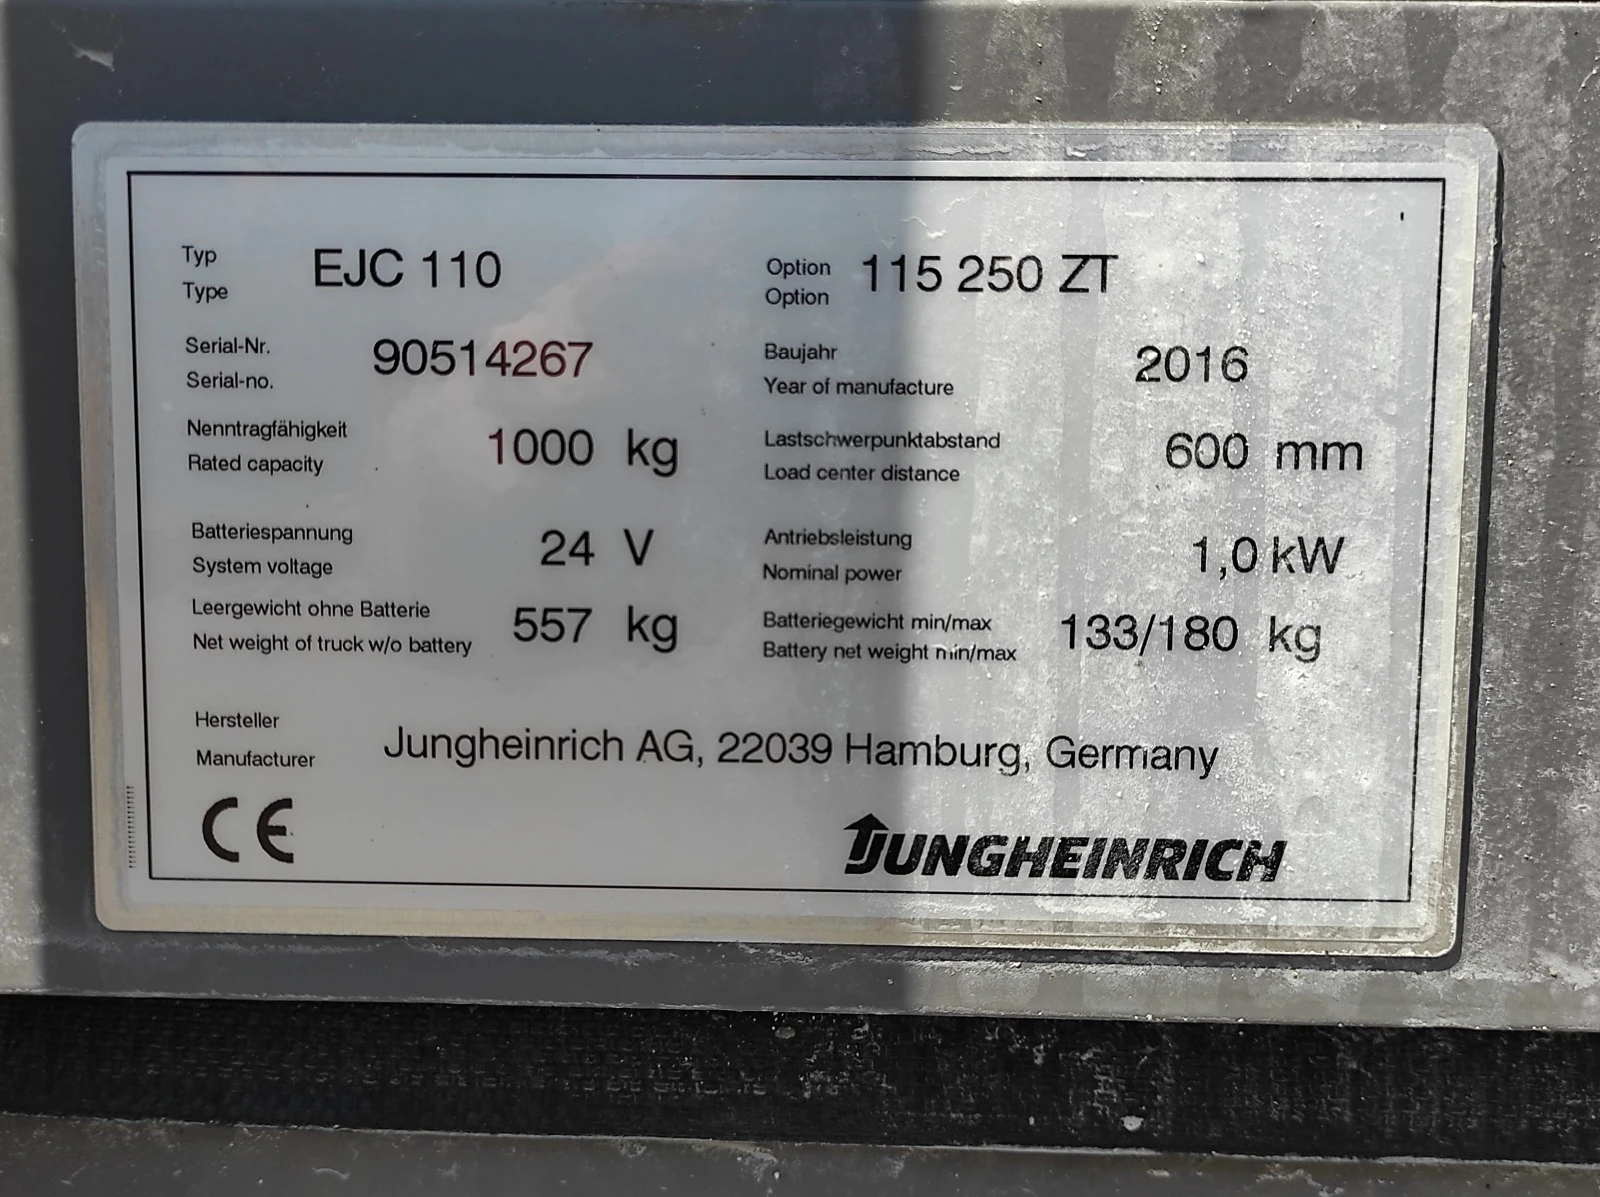 Typ
Type
EJC 110
Option
Option
115 250 ZT
Serial-Nr.
Serial-no.
90514267
Baujahr
Year of manufacture
2016
Nenntragfähigkeit
Rated capacity
1000 kg
Lastschwerpunktabstand
Load center distance
600 mm
Batteriespannung
System voltage
24 V
Antriebsleistung
Nominal power
1,0 kW
Leergewicht ohne Batterie
Net weight of truck w/o battery
557 kg
Batteriegewicht min/max
Battery net weight min/max
133/180 kg
Hersteller
Manufacturer
Jungheinrich AG, 22039 Hamburg, Germany
CE
JUNGHEINRICH